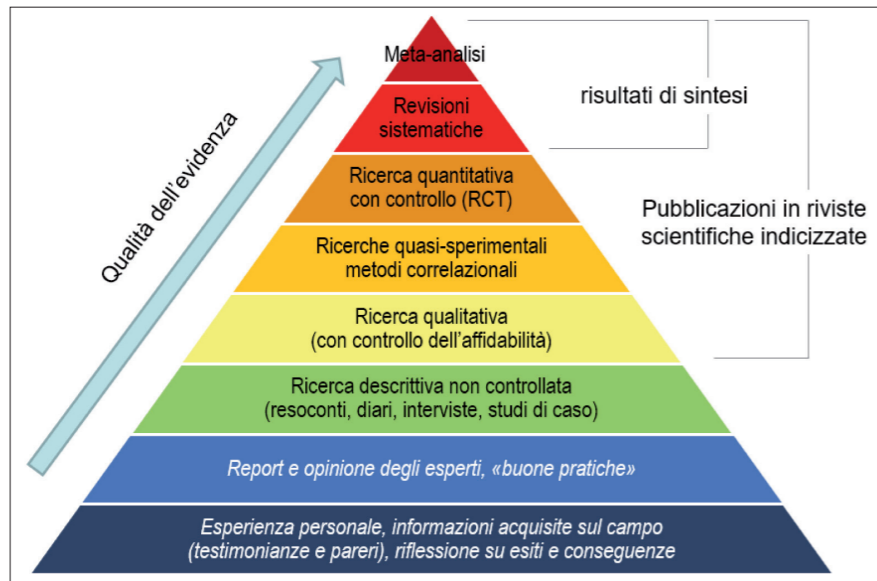 Meta-analisi
Revisioni
sistematiche
risultati di sintesi
Ricerca quantitativa
con controllo (RCT)
Pubblicazioni in riviste
scientifiche indicizzate
Ricerche quasi-sperimentali
metodi correlazionali
Ricerca qualitativa
(con controllo dell'affidabilità)
Ricerca descrittiva non controllata
(resoconti, diari, interviste, studi di caso)
Report e opinione degli esperti, «buone pratiche»
Esperienza personale, informazioni acquisite sul campo
(testimonianze e pareri), riflessione su esiti e conseguenze
Qualità dell'evidenza